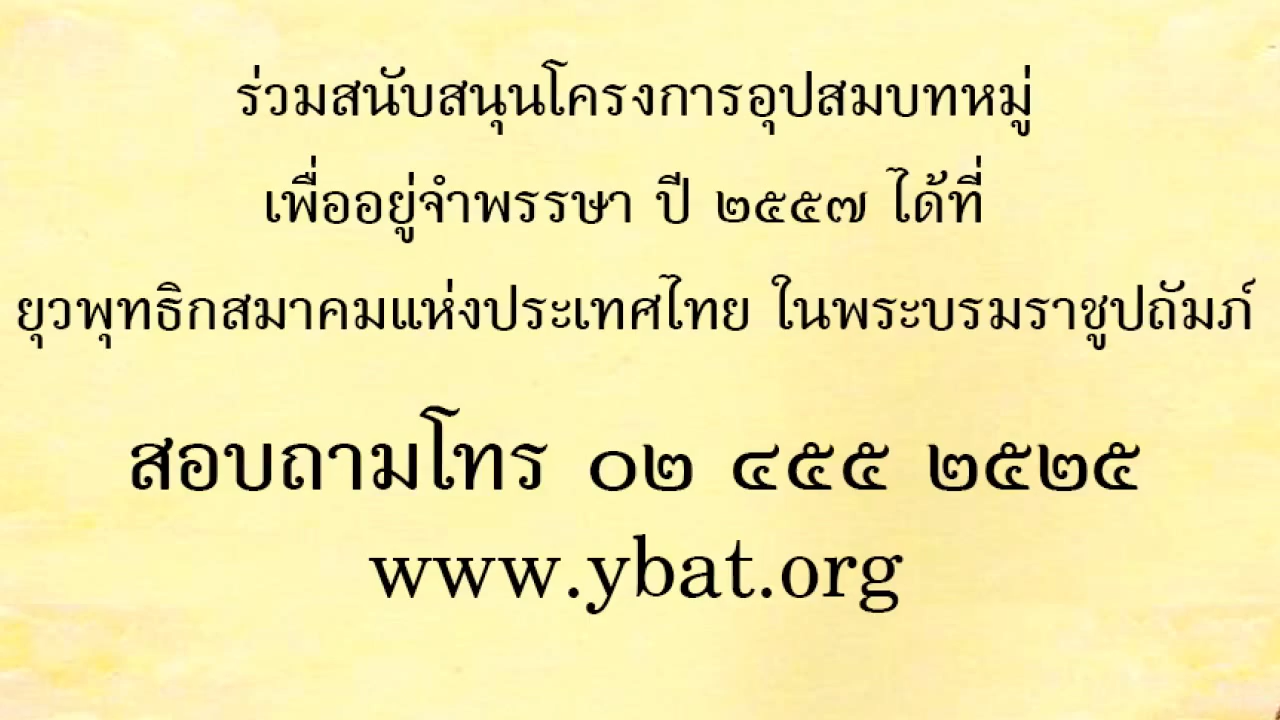 ร่วมสนับสนุนโครงการอุปสมบทหมู่
เพื่ออยู่จำพรรษา ปี ๒๕๕๗ ได้ที่
ยุวพุทธิกสมาคมแห่งประเทศไทย ในพระบรมราชูปถัมภ์
สอบถามโทร ๐๒ ๔๕๕ ๒๕๒๕
www.ybat.org